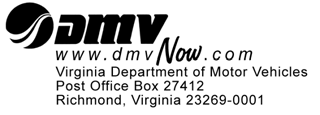 DMV
www.dmvNow.com
Virginia Department of Motor Vehicles
Post Office Box 27412
Richmond, Virginia 23269-0001